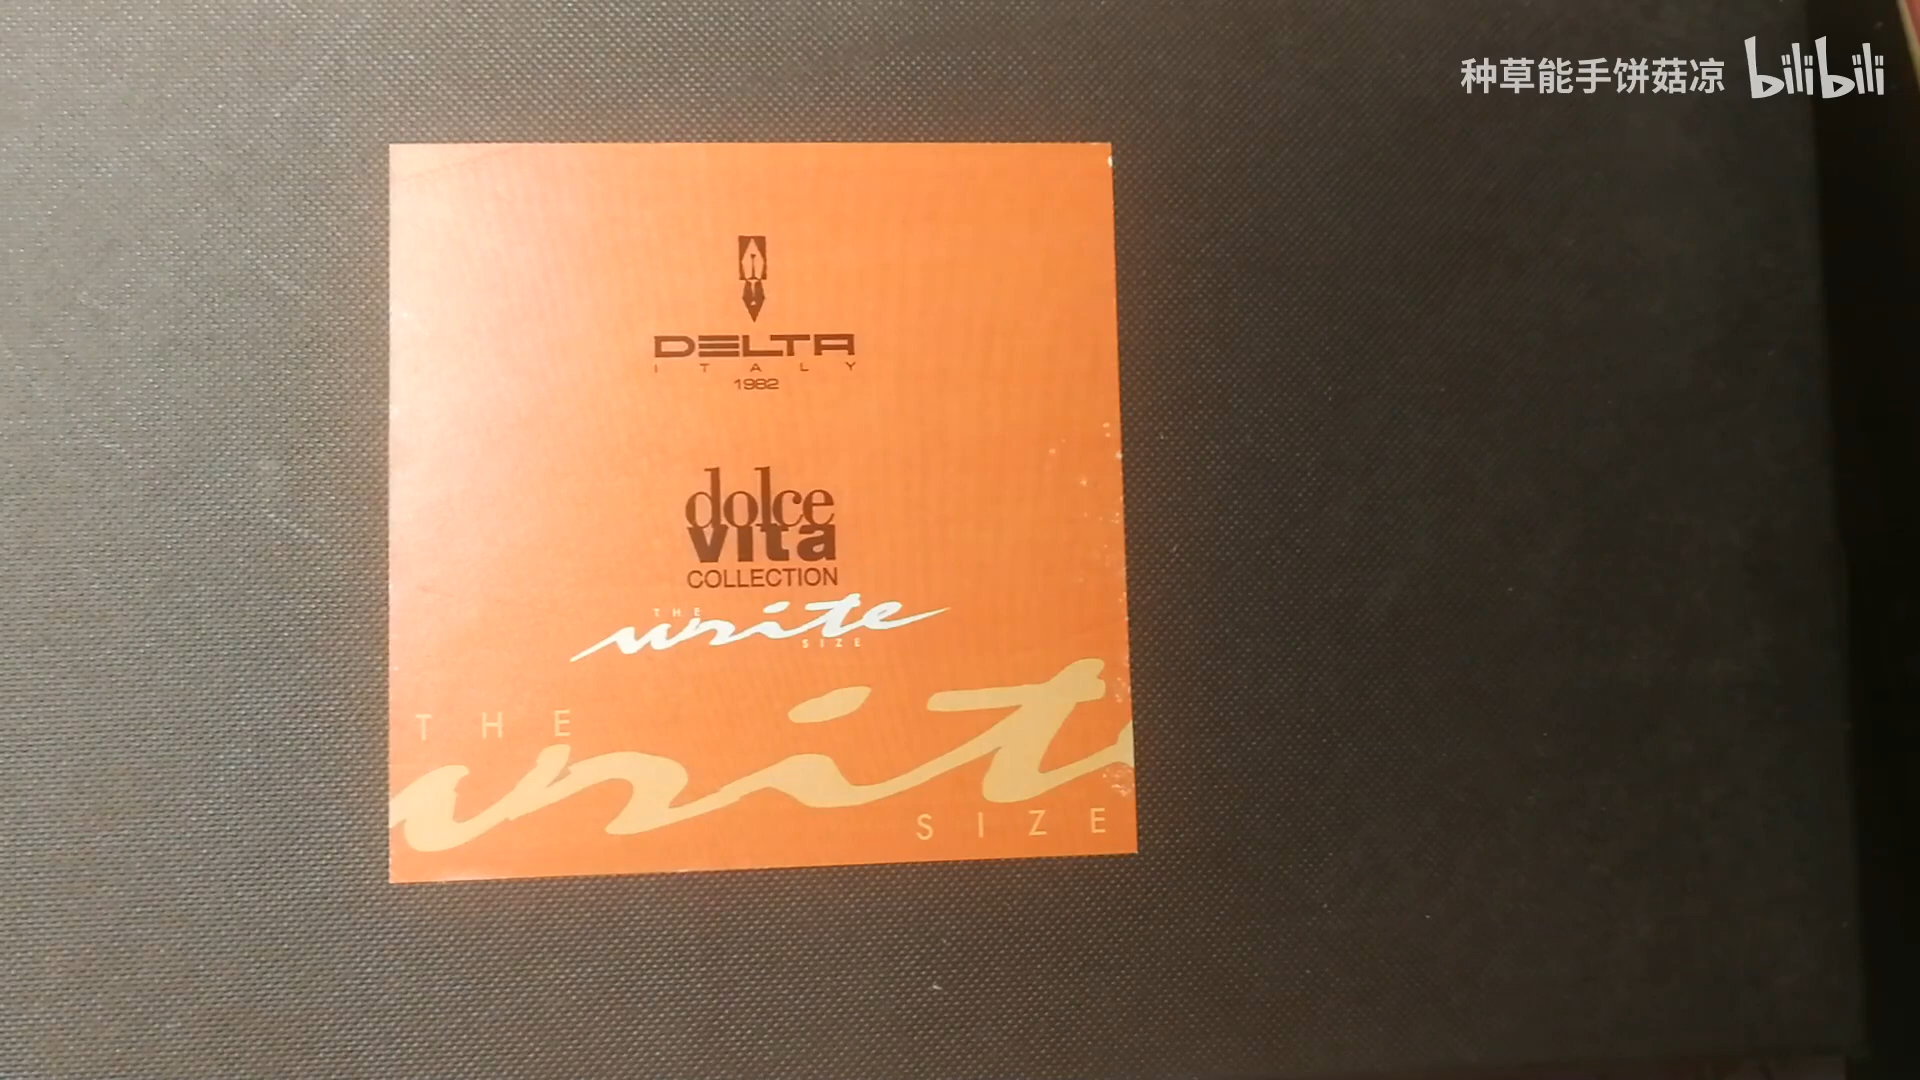 种草能手饼菇凉 bilibili
DELTA
ITALY
1982
dolce
vita
COLLECTION
THE
write
SIZE
THE
write
SIZE